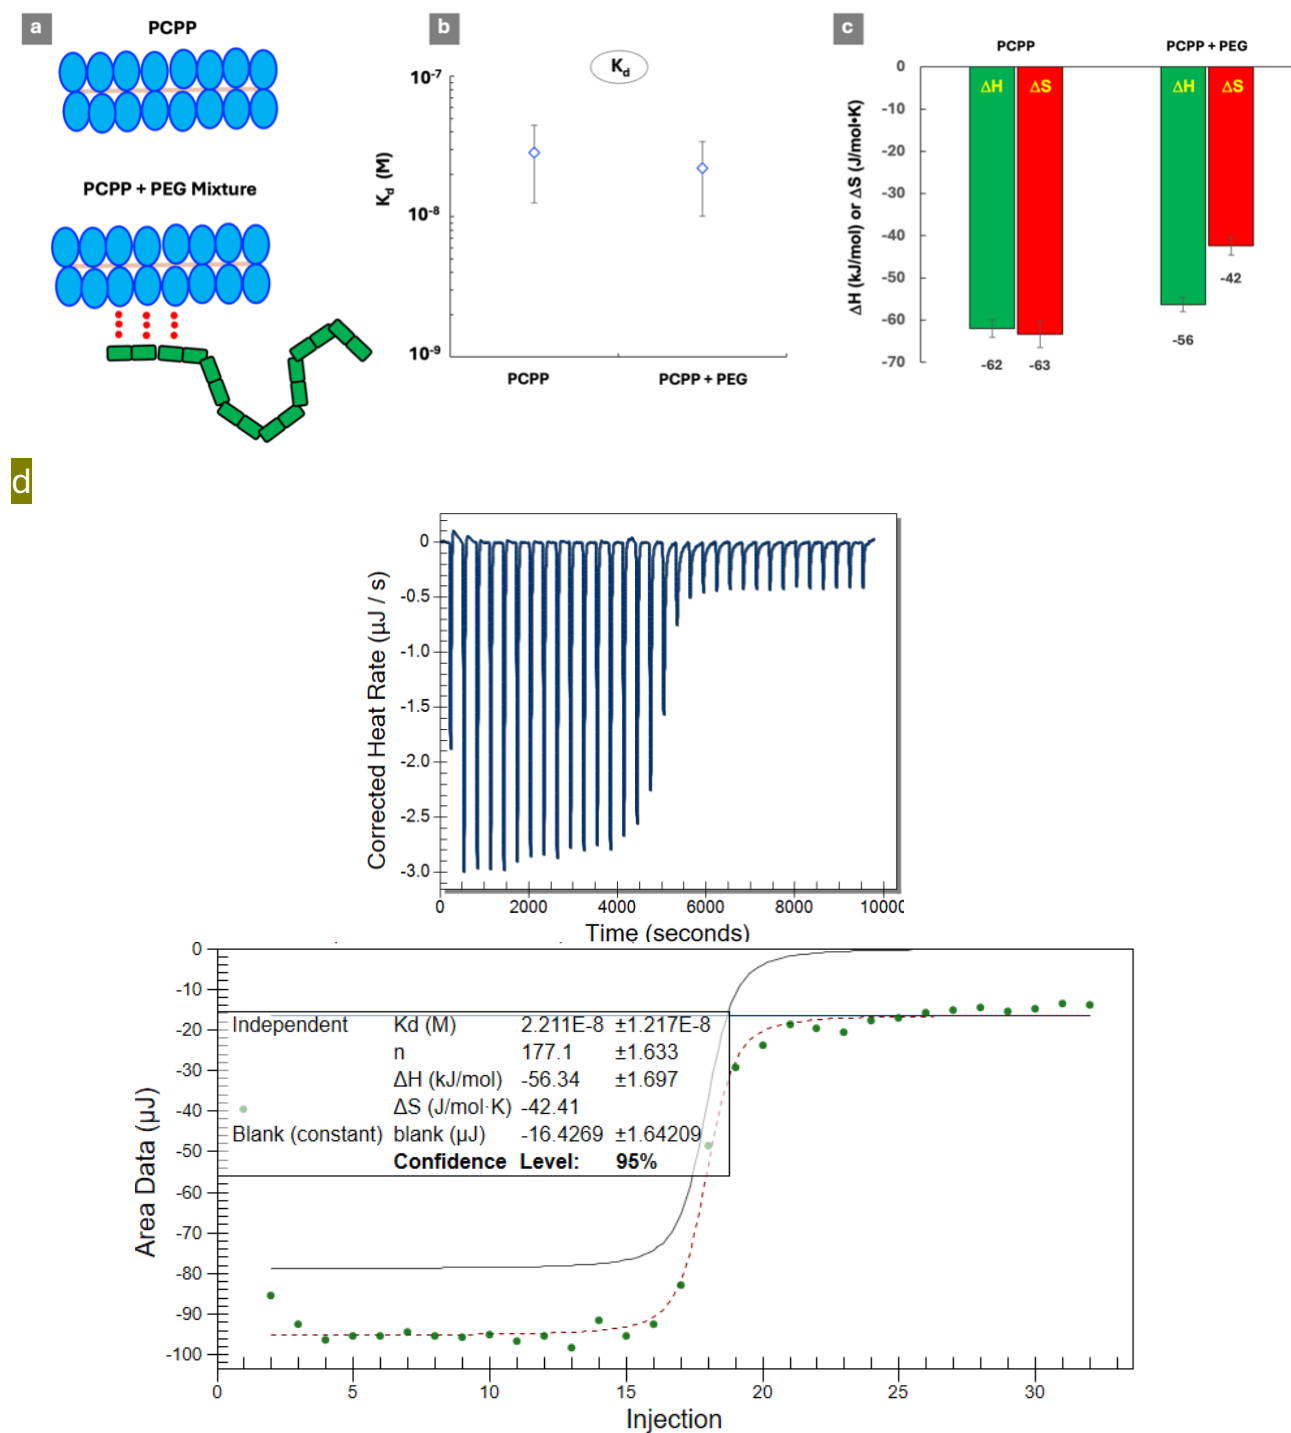 a
PCPP
PCPP + PEG Mixture
b
Kd
10-7
10-8
10-9
Kd (M)
PCPP
PCPP + PEG
c
PCPP
PCPP + PEG
0
-10
-20
-30
-40
-50
-60
-70
ΔH (kJ/mol) or ΔS (J/mol•K)
ΔH
ΔS
ΔH
ΔS
-62
-63
-56
-42
d
0
-0.5
-1.0
-1.5
-2.0
-2.5
-3.0
Corrected Heat Rate (µJ / s)
0 2000 4000 6000 8000 10000
Time (seconds)
0
-10
-20
-30
-40
-50
-60
-70
-80
-90
-100
Area Data (µJ)
Independent Kd (M) 2.211E-8 ±1.217E-8
n 177.1 ±1.633
ΔH (kJ/mol) -56.34 ±1.697
ΔS (J/mol·K) -42.41
Blank (constant) blank (µJ) -16.4269 ±1.64209
Confidence Level: 95%
0 5 10 15 20 25 30
Injection